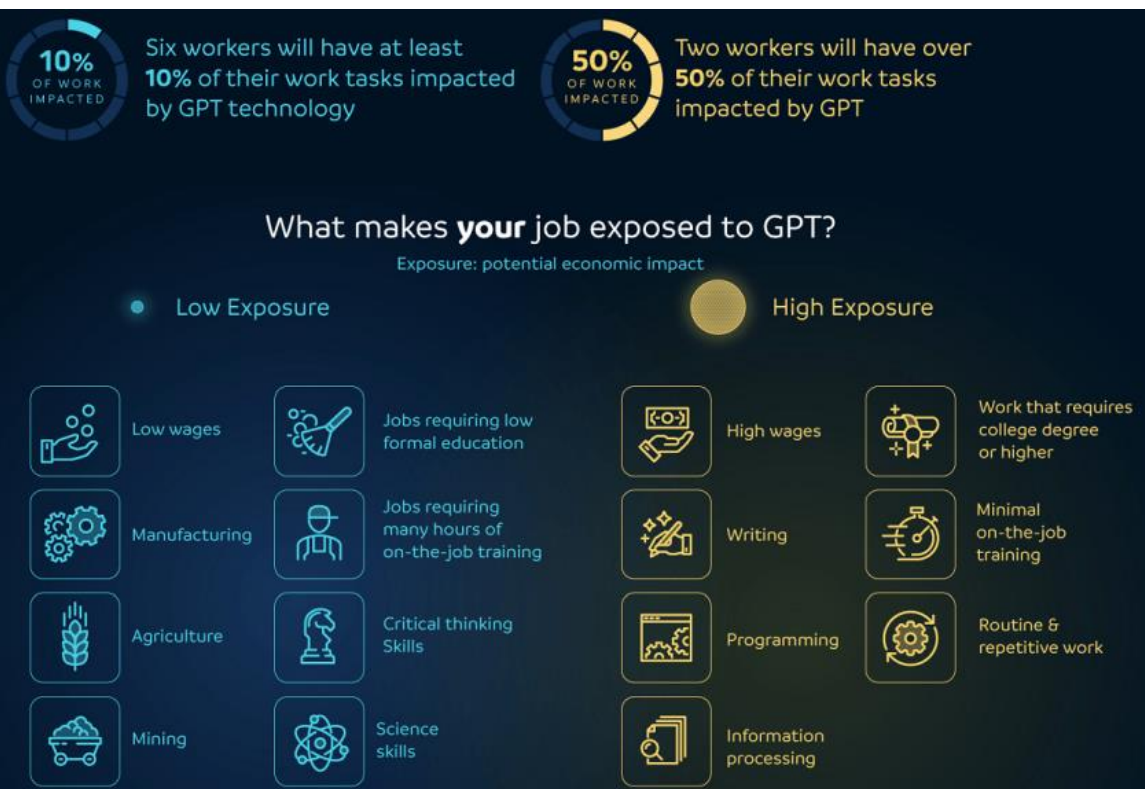 10%
OF WORK
IMPACTED
Six workers will have at least
10% of their work tasks impacted
by GPT technology
50%
OF WORK
IMPACTED
Two workers will have over
50% of their work tasks
impacted by GPT
What makes your job exposed to GPT?
Exposure: potential economic impact
Low Exposure
Low wages
Jobs requiring low
formal education
Manufacturing
Jobs requiring
many hours of
on-the-job training
Agriculture
Critical thinking
Skills
Mining
Science
skills
High Exposure
High wages
Work that requires
college degree
or higher
Writing
Minimal
on-the-job
training
Programming
Routine &
repetitive work
Information
processing